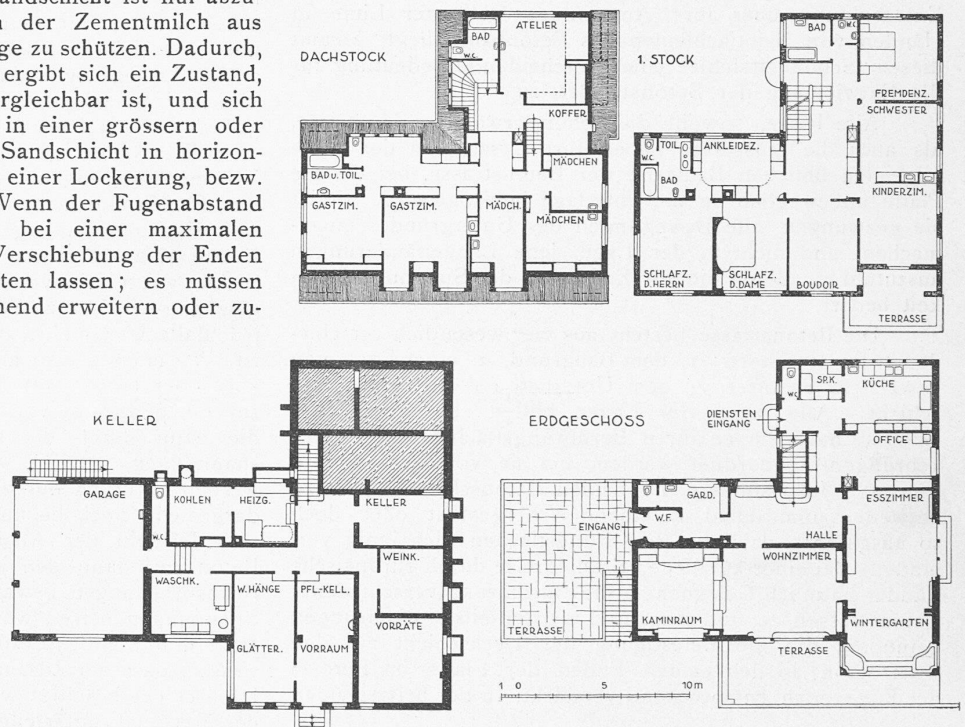 andschicht ist nur abzu-
n der Zementmilch aus
ge zu schützen. Dadurch,
ergibt sich ein Zustand,
rgleichbar ist, und sich
in einer grössern oder
Sandschicht in horizon-
einer Lockerung, bezw.
Wenn der Fugenabstand
bei einer maximalen
Verschiebung der Enden
ten lassen; es müssen
nend erweitern oder zu-
DACHSTOCK
BAD
ATELIER
W.C.
KOFFER
MÄDCHEN
BAD u. TOIL.
GASTZIM.
GASTZIM.
MÄDCH.
MÄDCHEN
1. STOCK
BAD
W.C.
FREMDENZ.
SCHWESTER
TOIL.
W.C.
ANKLEIDEZ.
BAD
KINDERZIM.
SCHLAFZ.
D. HERRN
SCHLAFZ.
D. DAME
BOUDOIR
TERRASSE
KELLER
GARAGE
KOHLEN
HEIZG.
W.C.
KELLER
WEINK.
WASCHK.
W. HÄNGE
PFL.-KELL.
VORRÄTE
GLÄTTER.
VORRAUM
ERDGESCHOSS
W.C.
SP.K.
KÜCHE
DIENSTEN
EINGANG
OFFICE
GARD.
ESSZIMMER
EINGANG
W.F.
HALLE
WOHNZIMMER
KAMINRAUM
WINTERGARTEN
TERRASSE
TERRASSE
1 0 5 10 m